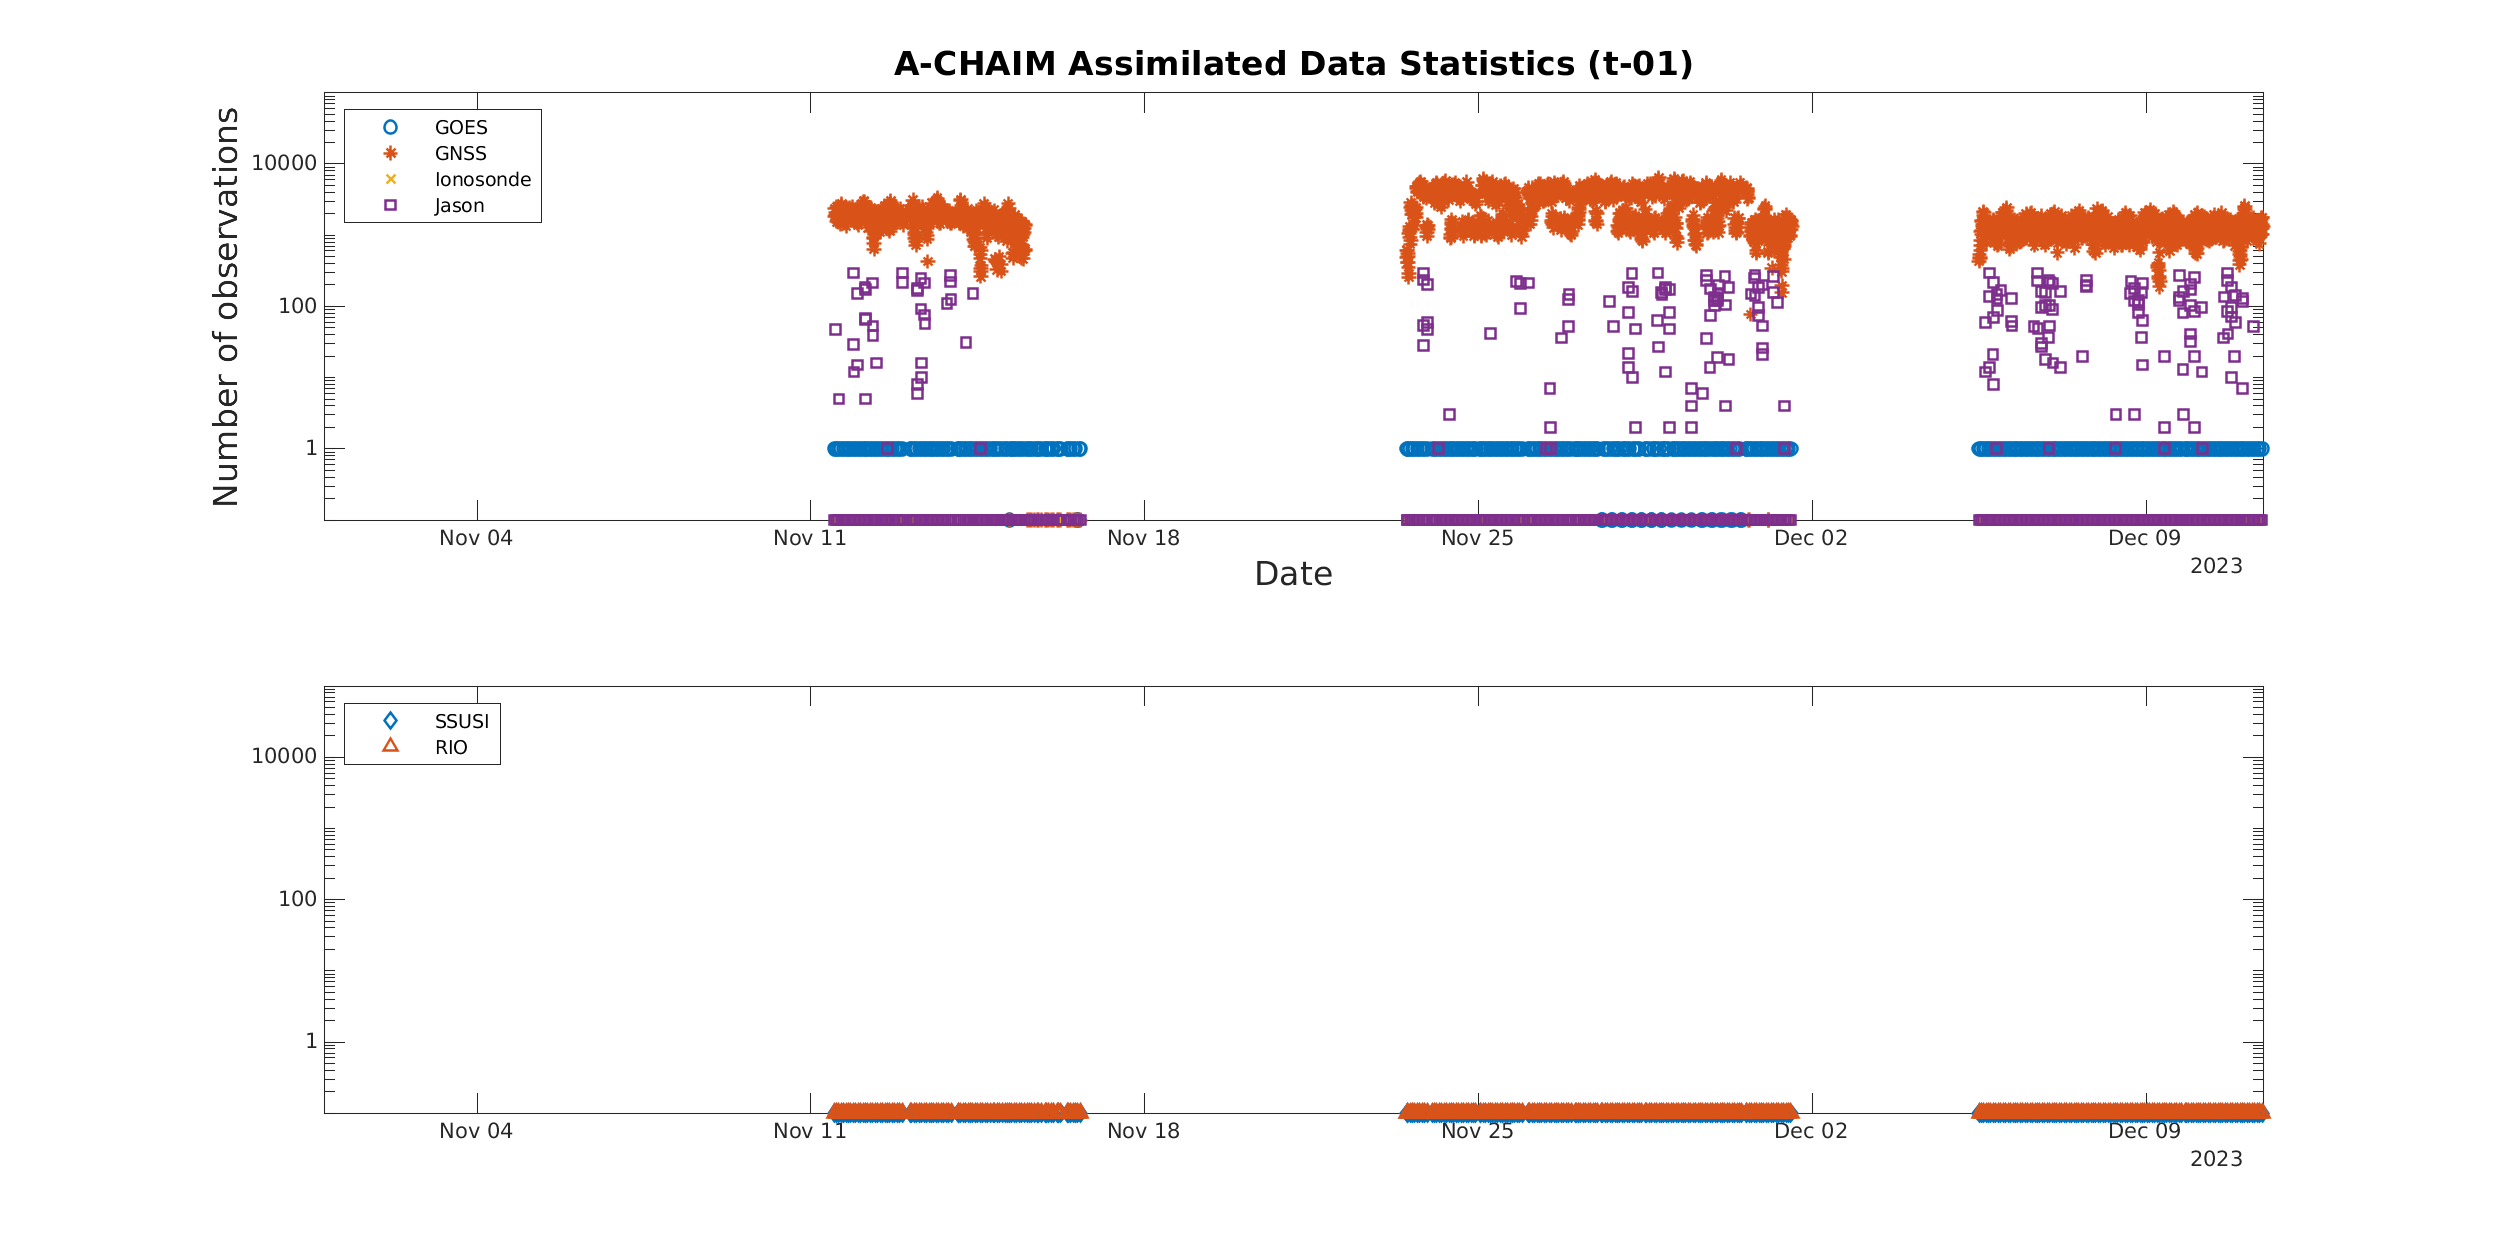 A-CHAIM Assimilated Data Statistics (t-01)
Number of observations
10000
100
1
GOES
GNSS
Ionosonde
Jason
Nov 04
Nov 11
Nov 18
Nov 25
Dec 02
Dec 09
2023
Date
10000
100
1
SSUSI
RIO
Nov 04
Nov 11
Nov 18
Nov 25
Dec 02
Dec 09
2023